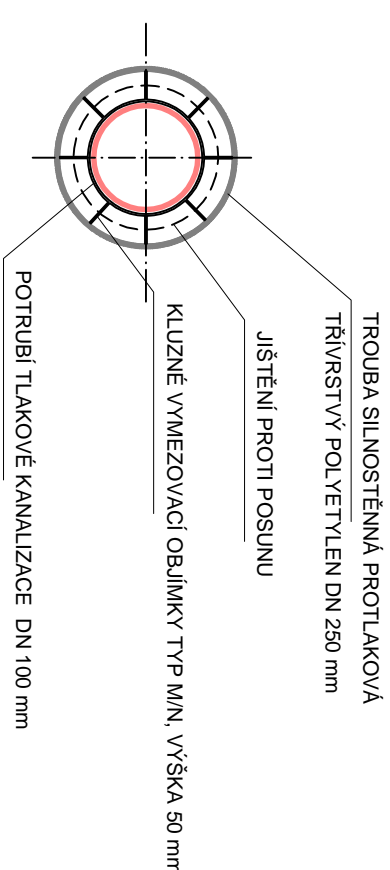 TROUBA SILNOSTĚNNÁ PROTLAKOVÁ
TŘÍVRSTVÝ POLYETYLEN DN 250 mm
JIŠTĚNÍ PROTI POSUNU
KLUZNÉ VYMEZOVACÍ OBJÍMKY TYP M/N, VÝŠKA 50 mm
POTRUBÍ TLAKOVÉ KANALIZACE DN 100 mm